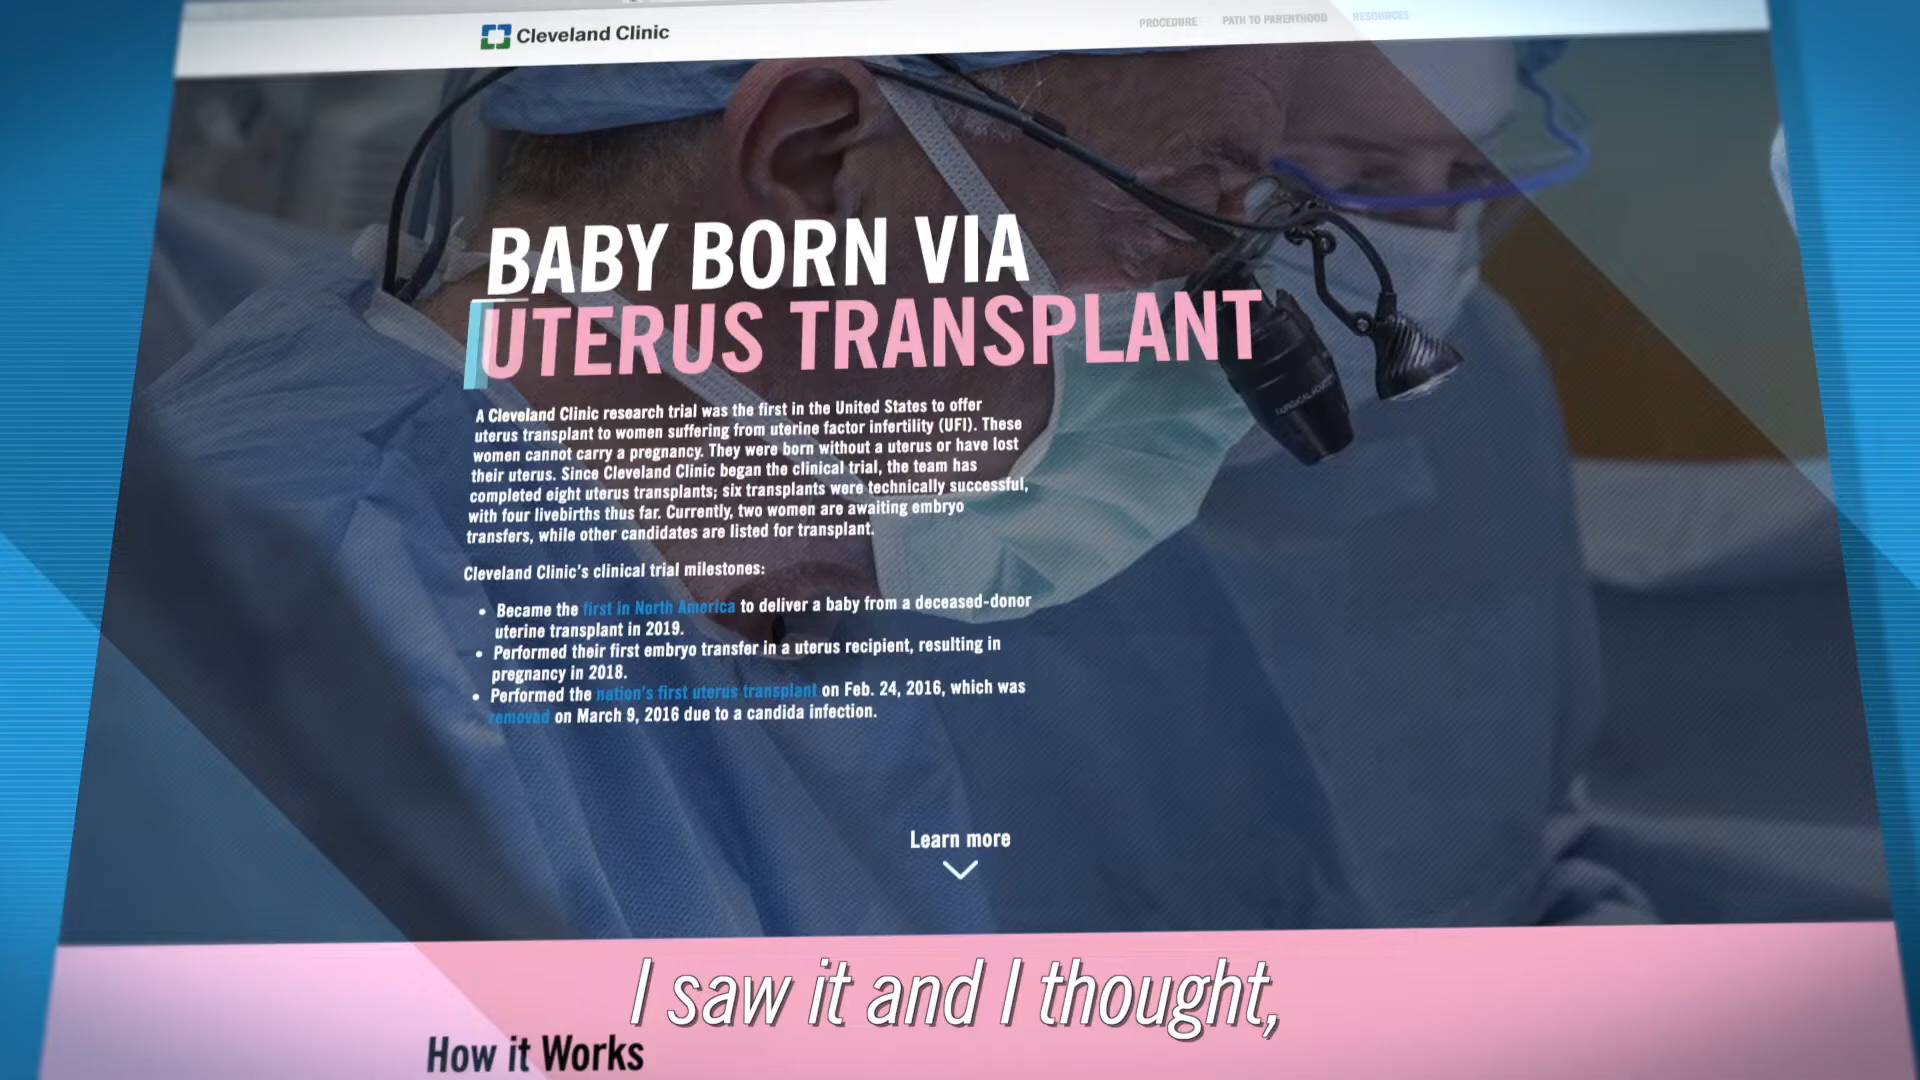 Cleveland Clinic
PROCEDURE PATH TO PARENTHOOD RESOURCES
BABY BORN VIA
UTERUS TRANSPLANT
A Cleveland Clinic research trial was the first in the United States to offer
uterus transplant to women suffering from uterine factor infertility (UFI). These
women cannot carry a pregnancy. They were born without a uterus or have lost
their uterus. Since Cleveland Clinic began the clinical trial, the team has
completed eight uterus transplants; six transplants were technically successful,
with four livebirths thus far. Currently, two women are awaiting embryo
transfers, while other candidates are listed for transplant.
Cleveland Clinic's clinical trial milestones:
• Became the first in North America to deliver a baby from a deceased-donor
uterine transplant in 2019.
• Performed their first embryo transfer in a uterus recipient, resulting in
pregnancy in 2018.
• Performed the nation's first uterus transplant on Feb. 24, 2016, which was
removed on March 9, 2016 due to a candida infection.
Learn more
I saw it and I thought,
How it Works